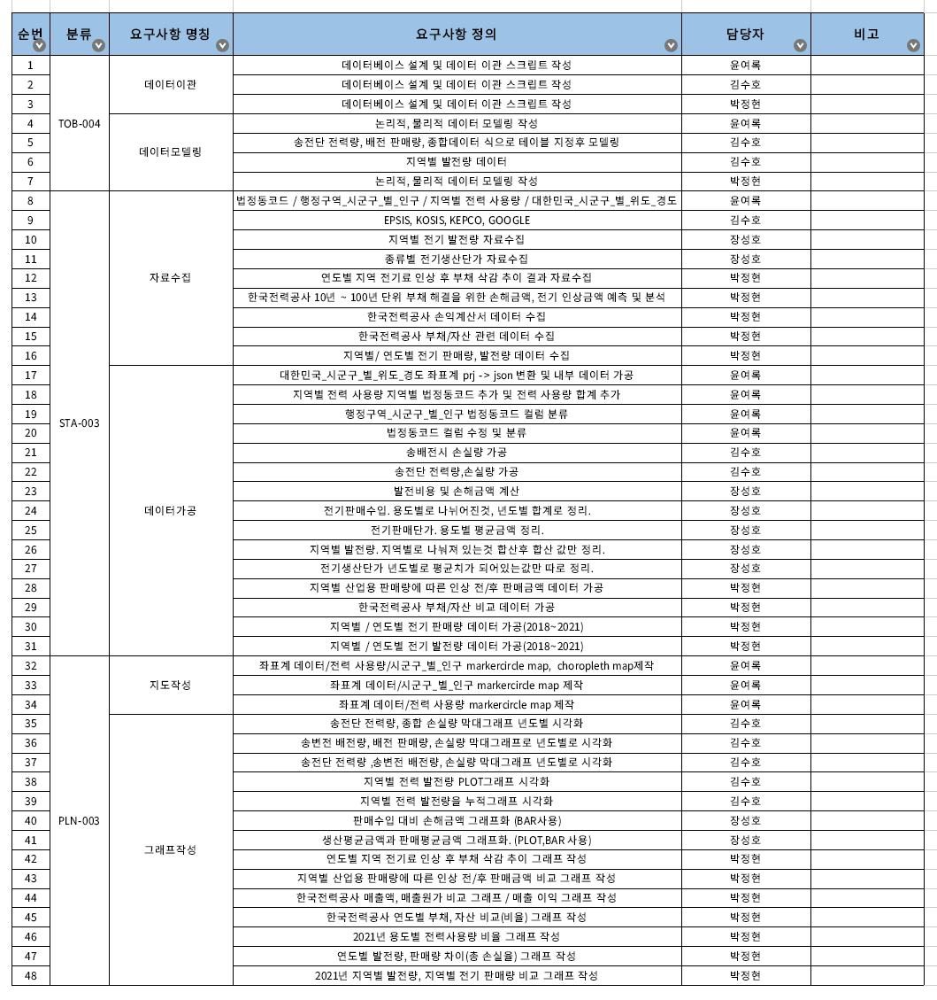 순번 분류 요구사항 명칭 요구사항 정의 담당자 비고
1 데이터베이스 설계 및 데이터 이관 스크립트 작성 윤여록
2 데이터이관 데이터베이스 설계 및 데이터 이관 스크립트 작성 김수호
3 데이터베이스 설계 및 데이터 이관 스크립트 작성 박정현
4 TOB-004 논리적, 물리적 데이터 모델링 작성 윤여록
5 데이터모델링 송전단 전력량, 배전 판매량, 종합데이터 식으로 테이블 지정후 모델링 김수호
6 지역별 발전량 데이터 김수호
7 논리적, 물리적 데이터 모델링 작성 박정현
8 법정동코드 / 행정구역_시군구_별_인구 / 지역별 전력 사용량 / 대한민국_시군구_별_위도_경도 윤여록
9 EPSIS, KOSIS, KEPCO, GOOGLE 김수호
10 지역별 전기 발전량 자료수집 장성호
11 종류별 전기생산단가 자료수집 장성호
12 자료수집 연도별 지역 전기료 인상 후 부채 삭감 추이 결과 자료수집 박정현
13 한국전력공사 10년 ~ 100년 단위 부채 해결을 위한 손해금액, 전기 인상금액 예측 및 분석 박정현
14 한국전력공사 손익계산서 데이터 수집 박정현
15 한국전력공사 부채/자산 관련 데이터 수집 박정현
16 지역별/ 연도별 전기 판매량, 발전량 데이터 수집 박정현
17 대한민국_시군구_별_위도_경도 좌표계 prj -> json 변환 및 내부 데이터 가공 윤여록
18 지역별 전력 사용량 지역별 법정동코드 추가 및 전력 사용량 합계 추가 윤여록
19 STA-003 행정구역_시군구_별_인구 법정동코드 컬럼 분류 윤여록
20 법정동코드 컬럼 수정 및 분류 윤여록
21 송배전시 손실량 가공 김수호
22 송전단 전력량,손실량 가공 김수호
23 발전비용 및 손해금액 계산 장성호
24 데이터가공 전기판매수입. 용도별로 나뉘어진것, 년도별 합계로 정리. 장성호
25 전기판매단가. 용도별 평균금액 정리. 장성호
26 지역별 발전량. 지역별로 나눠져 있는것 합산후 합산 값만 정리. 장성호
27 전기생산단가 년도별로 평균치가 되어있는값만 따로 정리. 장성호
28 지역별 산업용 판매량에 따른 인상 전/후 판매금액 데이터 가공 박정현
29 한국전력공사 부채/자산 비교 데이터 가공 박정현
30 지역별 / 연도별 전기 판매량 데이터 가공(2018~2021) 박정현
31 지역별 / 연도별 전기 발전량 데이터 가공(2018~2021) 박정현
32 좌표계 데이터/전력 사용량/시군구_별_인구 markercircle map, choropleth map제작 윤여록
33 지도작성 좌표계 데이터/시군구_별_인구 markercircle map 제작 윤여록
34 좌표계 데이터/전력 사용량 markercircle map 제작 윤여록
35 송전단 전력량, 종합 손실량 막대그래프 년도별 시각화 김수호
36 송변전 배전량, 배전 판매량, 손실량 막대그래프로 년도별로 시각화 김수호
37 송전단 전력량 ,송변전 배전량, 손실량 막대그래프 년도별로 시각화 김수호
38 지역별 전력 발전량 PLOT그래프 시각화 김수호
39 지역별 전력 발전량을 누적그래프 시각화 김수호
40 PLN-003 판매수입 대비 손해금액 그래프화 (BAR사용) 장성호
41 생산평균금액과 판매평균금액 그래프화. (PLOT,BAR 사용) 장성호
42 그래프작성 연도별 지역 전기료 인상 후 부채 삭감 추이 그래프 작성 박정현
43 지역별 산업용 판매량에 따른 인상 전/후 판매금액 비교 그래프 작성 박정현
44 한국전력공사 매출액, 매출원가 비교 그래프 / 매출 이익 그래프 작성 박정현
45 한국전력공사 연도별 부채, 자산 비교(비율) 그래프 작성 박정현
46 2021년 용도별 전력사용량 비율 그래프 작성 박정현
47 연도별 발전량, 판매량 차이(총 손실율) 그래프 작성 박정현
48 2021년 지역별 발전량, 지역별 전기 판매량 비교 그래프 작성 박정현